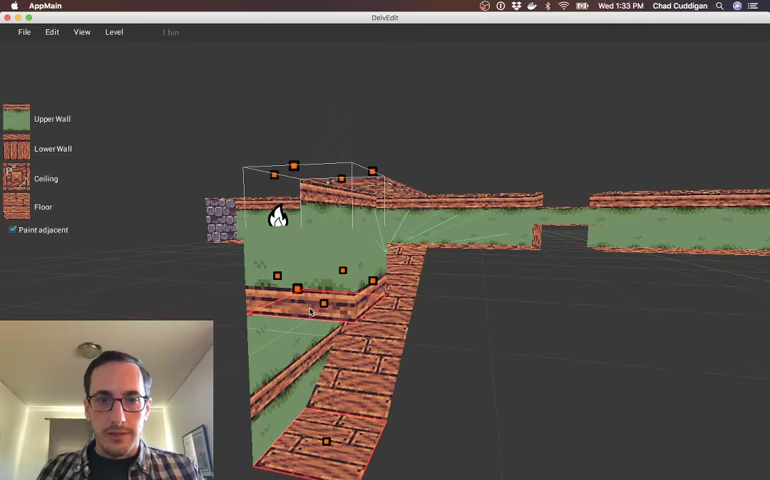 AppMain
Wed 1:33 PM Chad Cuddigan
DelvEdit
File Edit View Level t.bin
Upper Wall
Lower Wall
Ceiling
Floor
Paint adjacent